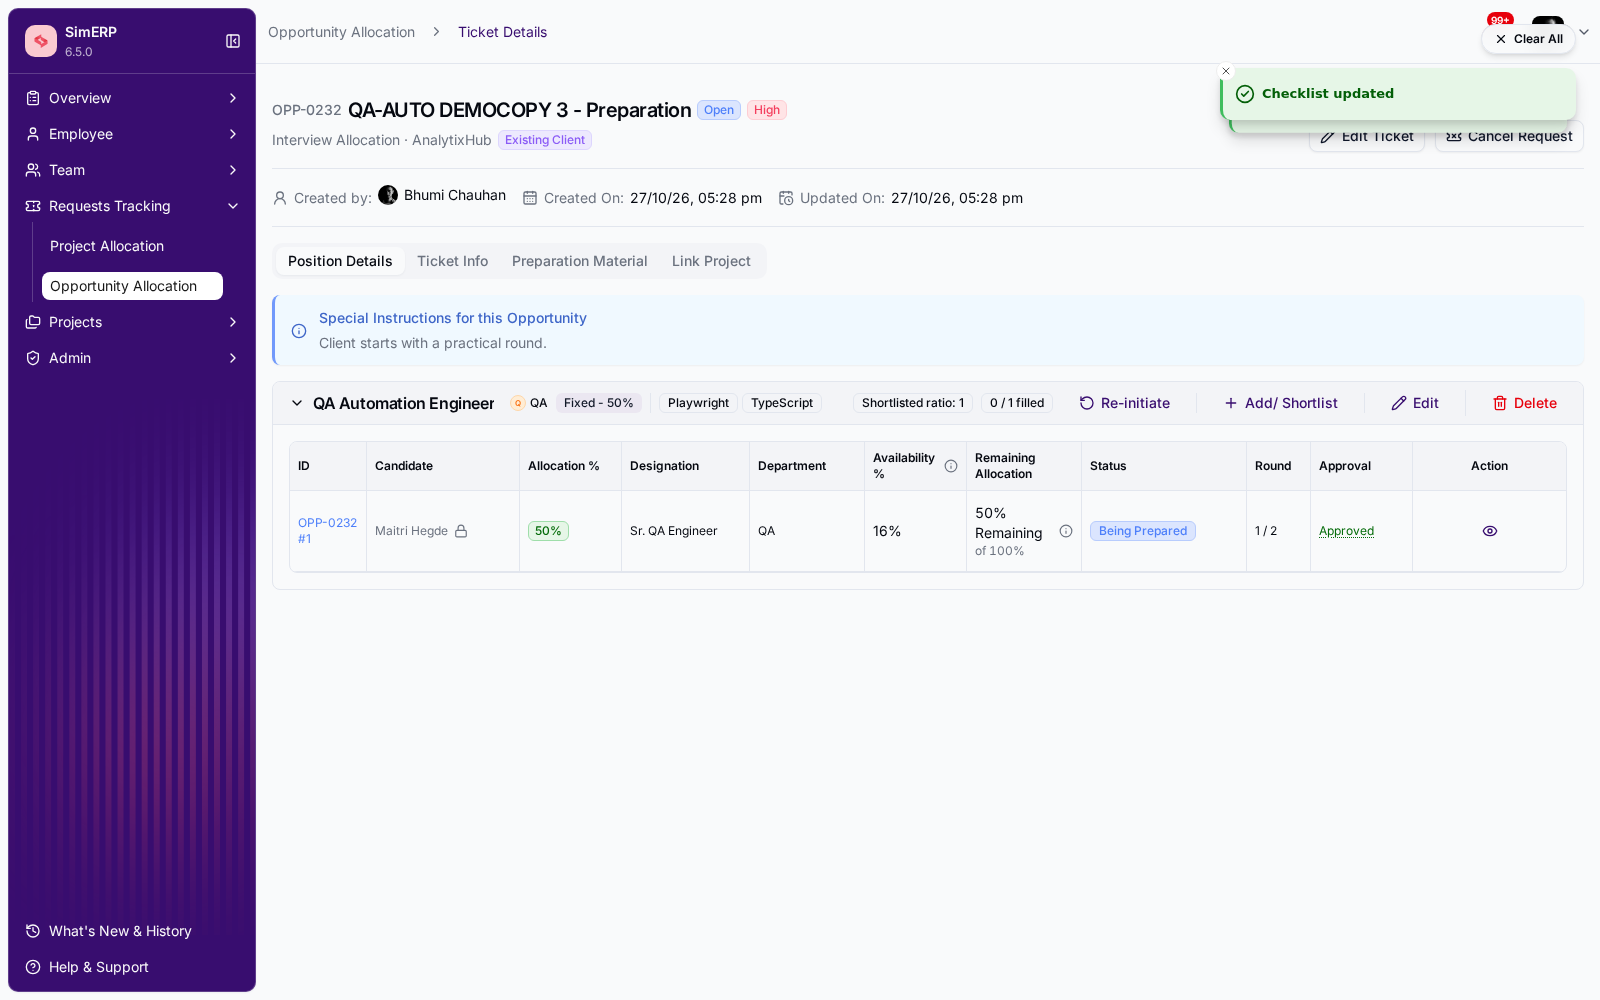 SimERP
6.5.0
Overview
Employee
Team
Requests Tracking
Project Allocation
Opportunity Allocation
Projects
Admin
What's New & History
Help & Support
Opportunity Allocation > Ticket Details
99+
Clear All
Checklist updated
OPP-0232 QA-AUTO DEMOCOPY 3 - Preparation Open High
Interview Allocation · AnalytixHub Existing Client
Edit Ticket Cancel Request
Created by: Bhumi Chauhan Created On: 27/10/26, 05:28 pm Updated On: 27/10/26, 05:28 pm
Position Details Ticket Info Preparation Material Link Project
Special Instructions for this Opportunity
Client starts with a practical round.
QA Automation Engineer Q QA Fixed - 50% Playwright TypeScript Shortlisted ratio: 1 0 / 1 filled Re-initiate Add/ Shortlist Edit Delete
ID Candidate Allocation % Designation Department Availability % Remaining Allocation Status Round Approval Action
OPP-0232 #1 Maitri Hegde 50% Sr. QA Engineer QA 16% 50% Remaining of 100% Being Prepared 1 / 2 Approved